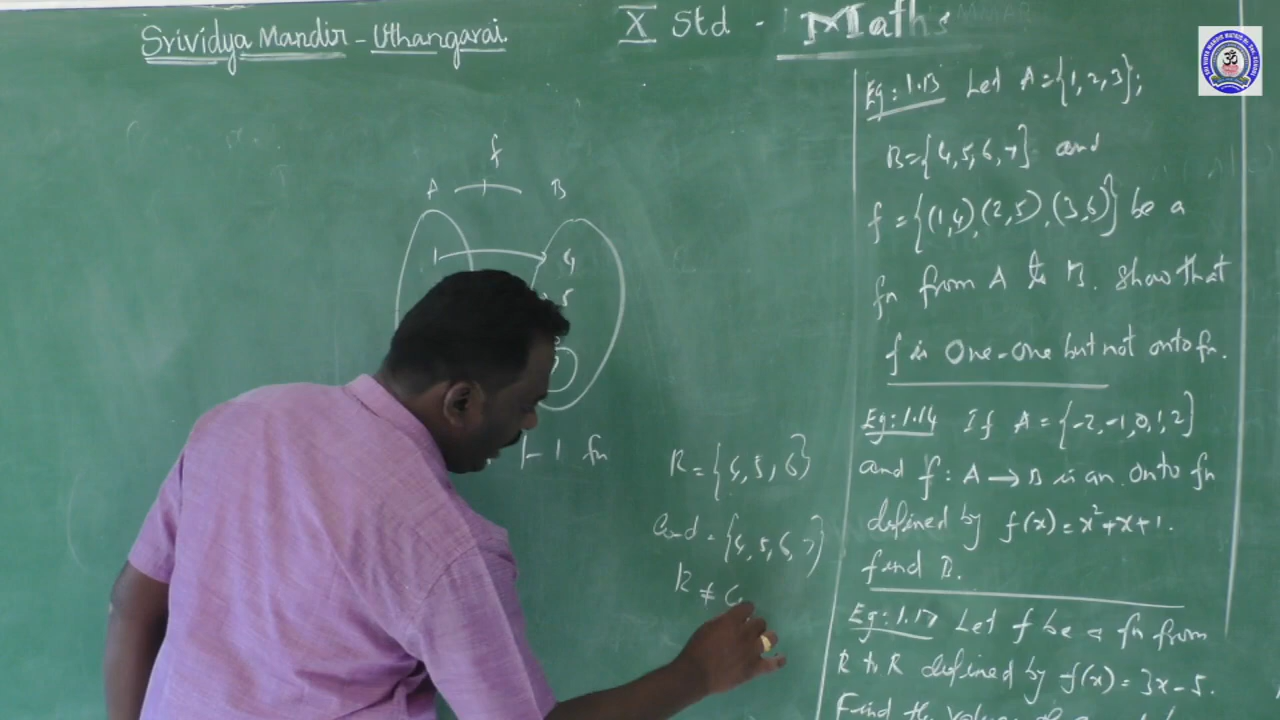 Srividya Mandir - Uthangarai.
X Std - Maths
f
A B
1 4
5
1-1 fn
R = {4, 5, 6}
Cod = {4, 5, 6, 7}
R ≠ C
Eg: 1.13 Let A = {1, 2, 3};
B = {4, 5, 6, 7} and
f = {(1, 4), (2, 5), (3, 6)} be a
fn from A to B. Show that
f is One-One but not onto fn.
Eg: 1.14 If A = {-2, -1, 0, 1, 2}
and f : A → B is an onto fn
defined by f(x) = x² + x + 1.
find B.
Let f be a fn from
R to R defined by f(x) = 3x - 5.
Find the values of